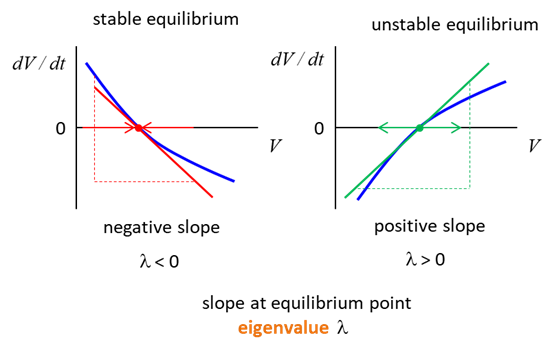 stable equilibrium
dV / dt
0
V
negative slope
λ < 0
unstable equilibrium
dV / dt
0
V
positive slope
λ > 0
slope at equilibrium point
eigenvalue λ